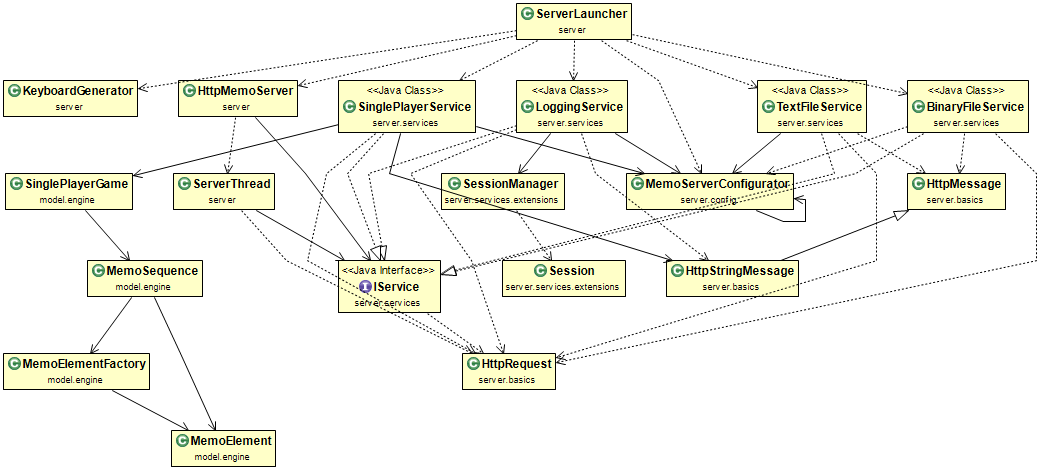 ServerLauncher
server
KeyboardGenerator
server
HttpMemoServer
server
<<Java Class>>
SinglePlayerService
server.services
<<Java Class>>
LoggingService
server.services
<<Java Class>>
TextFileService
server.services
<<Java Class>>
BinaryFileService
server.services
SinglePlayerGame
model.engine
ServerThread
server
SessionManager
server.services.extensions
MemoServerConfigurator
server.config
HttpMessage
server.basics
MemoSequence
model.engine
<<Java Interface>>
IService
server.services
Session
server.services.extensions
HttpStringMessage
server.basics
MemoElementFactory
model.engine
HttpRequest
server.basics
MemoElement
model.engine